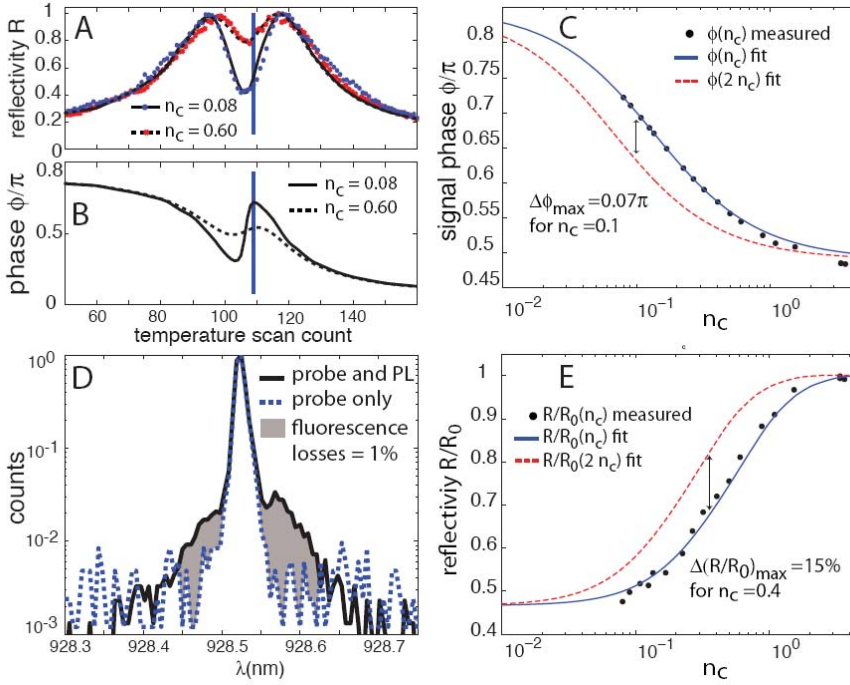 A
reflectivity R
1
0.8
0.6
0.4
0.2
0
n_c = 0.08
n_c = 0.60
B
phase ϕ/π
1
0.5
0
n_c = 0.08
n_c = 0.60
60 80 100 120 140
temperature scan count
C
signal phase ϕ/π
0.8
0.75
0.7
0.65
0.6
0.55
0.5
0.45
ϕ(n_c) measured
ϕ(n_c) fit
ϕ(2 n_c) fit
Δϕ_max=0.07π
for n_c=0.1
10^-2 10^-1 10^0
n_c
D
counts
10^0
10^-1
10^-2
10^-3
probe and PL
probe only
fluorescence
losses = 1%
928.3 928.4 928.5 928.6 928.7
λ(nm)
c
E
reflectiviy R/R_0
1
0.9
0.8
0.7
0.6
0.5
0.4
R/R_0(n_c) measured
R/R_0(n_c) fit
R/R_0(2 n_c) fit
Δ(R/R_0)_max=15%
for n_c=0.4
10^-2 10^-1 10^0
n_c